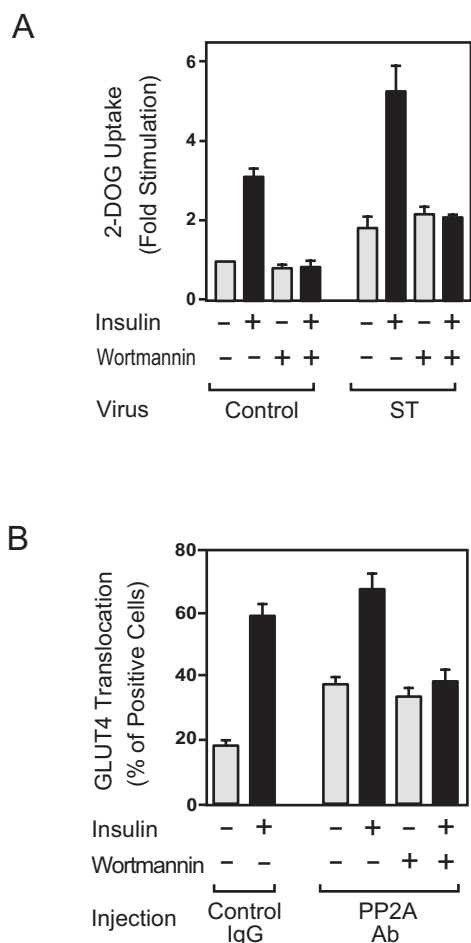 A
2-DOG Uptake
(Fold Stimulation)
6
4
2
0
Insulin – + – + – + – +
Wortmannin – – + + – – + +
Virus Control ST
B
GLUT4 Translocation
(% of Positive Cells)
80
60
40
20
0
Insulin – + – + – +
Wortmannin – – – – + +
Injection Control IgG PP2A Ab